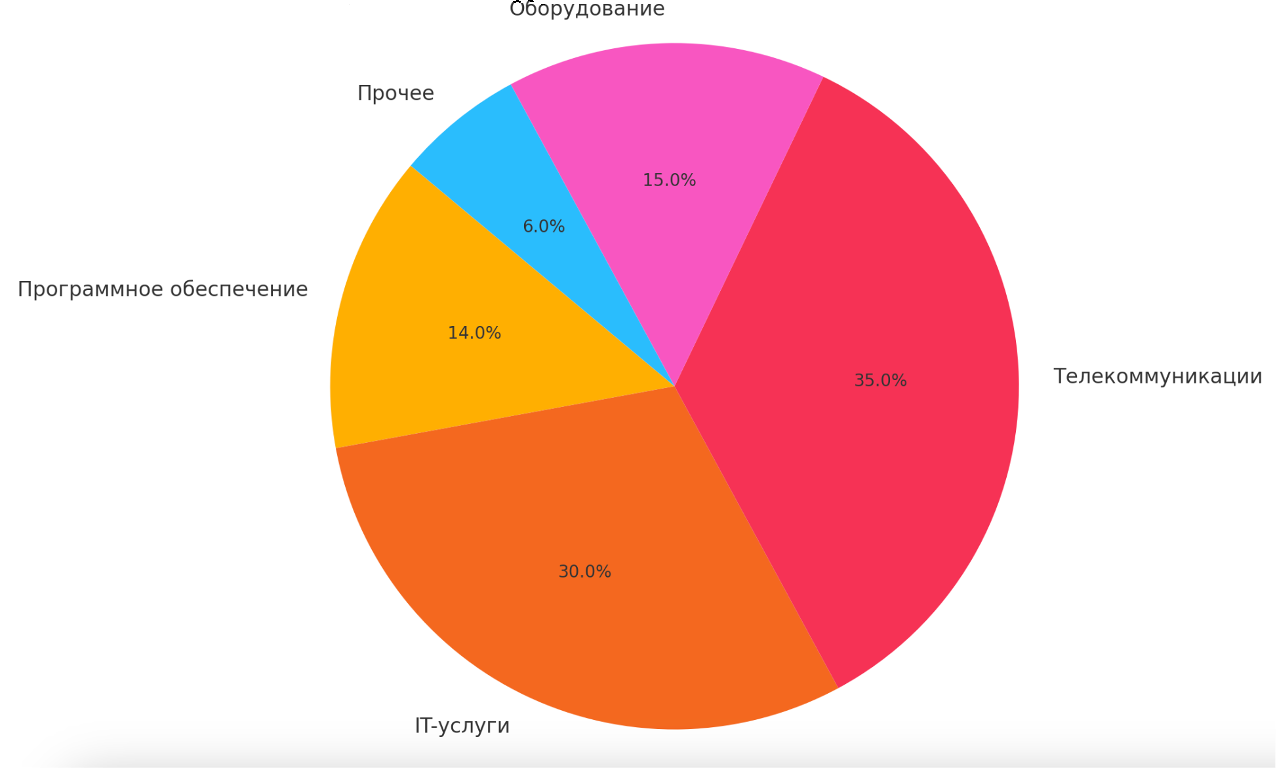 Оборудование
Прочее
15.0%
6.0%
Программное обеспечение
14.0%
Телекоммуникации
35.0%
30.0%
IT-услуги